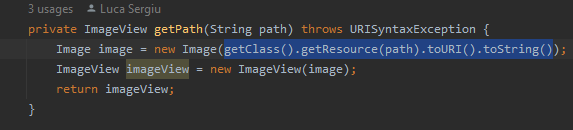 3 usages Luca Sergiu
private ImageView getPath(String path) throws URISyntaxException {
Image image = new Image(getClass().getResource(path).toURI().toString());
ImageView imageView = new ImageView(image);
return imageView;
}